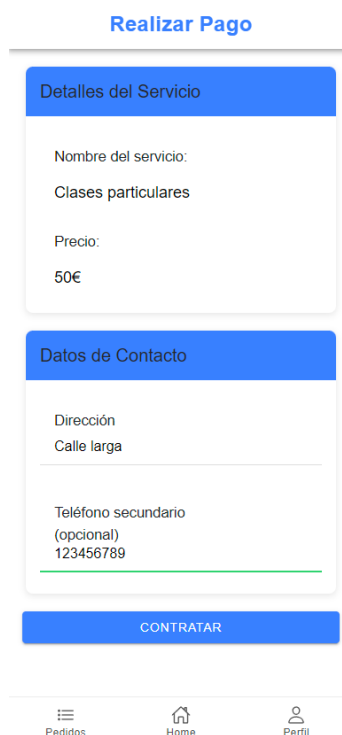 Realizar Pago
Detalles del Servicio
Nombre del servicio:
Clases particulares
Precio:
50€
Datos de Contacto
Dirección
Calle larga
Teléfono secundario
(opcional)
123456789
CONTRATAR
Pedidos Home Perfil